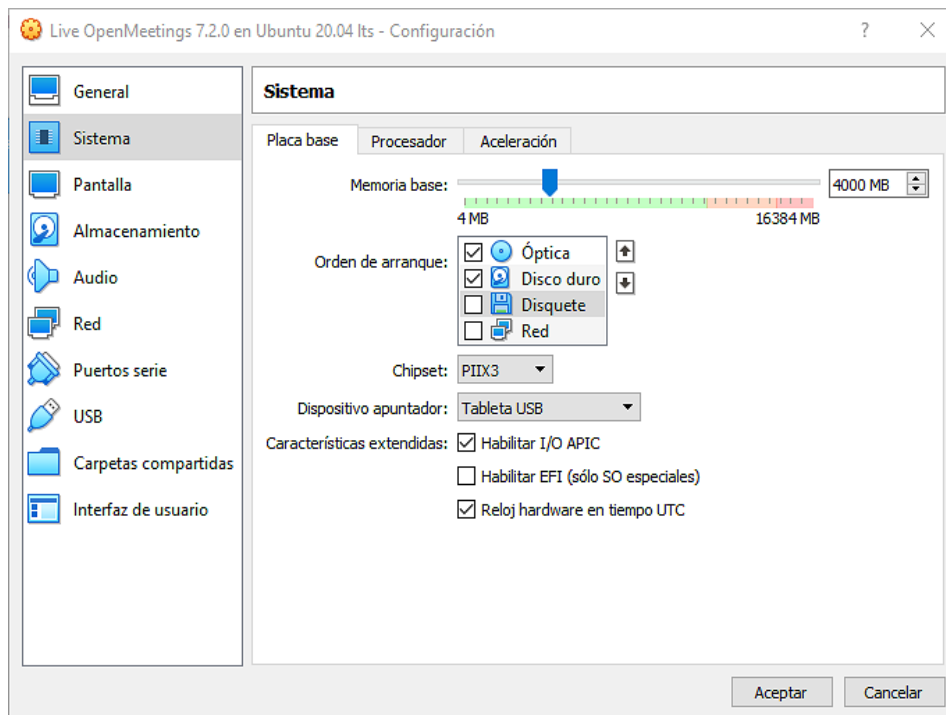 Live OpenMeetings 7.2.0 en Ubuntu 20.04 lts - Configuración ?
General
Sistema
Pantalla
Almacenamiento
Audio
Red
Puertos serie
USB
Carpetas compartidas
Interfaz de usuario
Sistema
Placa base Procesador Aceleración
Memoria base: 4000 MB
4 MB 16384 MB
Orden de arranque: Óptica
Disco duro
Disquete
Red
Chipset: PIIX3
Dispositivo apuntador: Tableta USB
Características extendidas: Habilitar I/O APIC
Habilitar EFI (sólo SO especiales)
Reloj hardware en tiempo UTC
Aceptar Cancelar